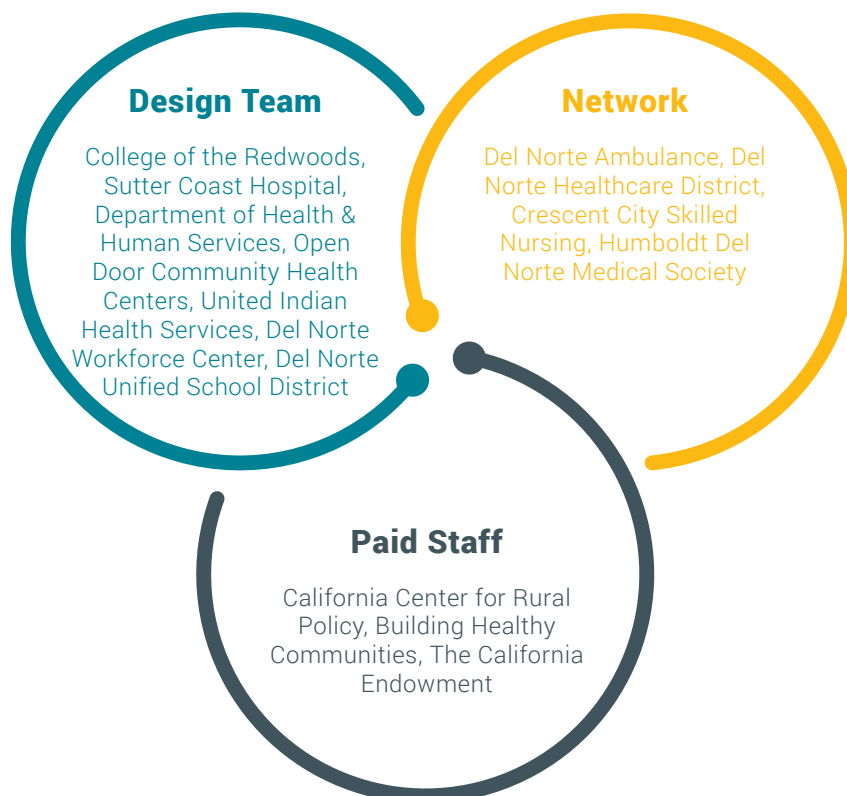 Design Team
College of the Redwoods,
Sutter Coast Hospital,
Department of Health &
Human Services, Open
Door Community Health
Centers, United Indian
Health Services, Del Norte
Workforce Center, Del Norte
Unified School District
Network
Del Norte Ambulance, Del
Norte Healthcare District,
Crescent City Skilled
Nursing, Humboldt Del
Norte Medical Society
Paid Staff
California Center for Rural
Policy, Building Healthy
Communities, The California
Endowment